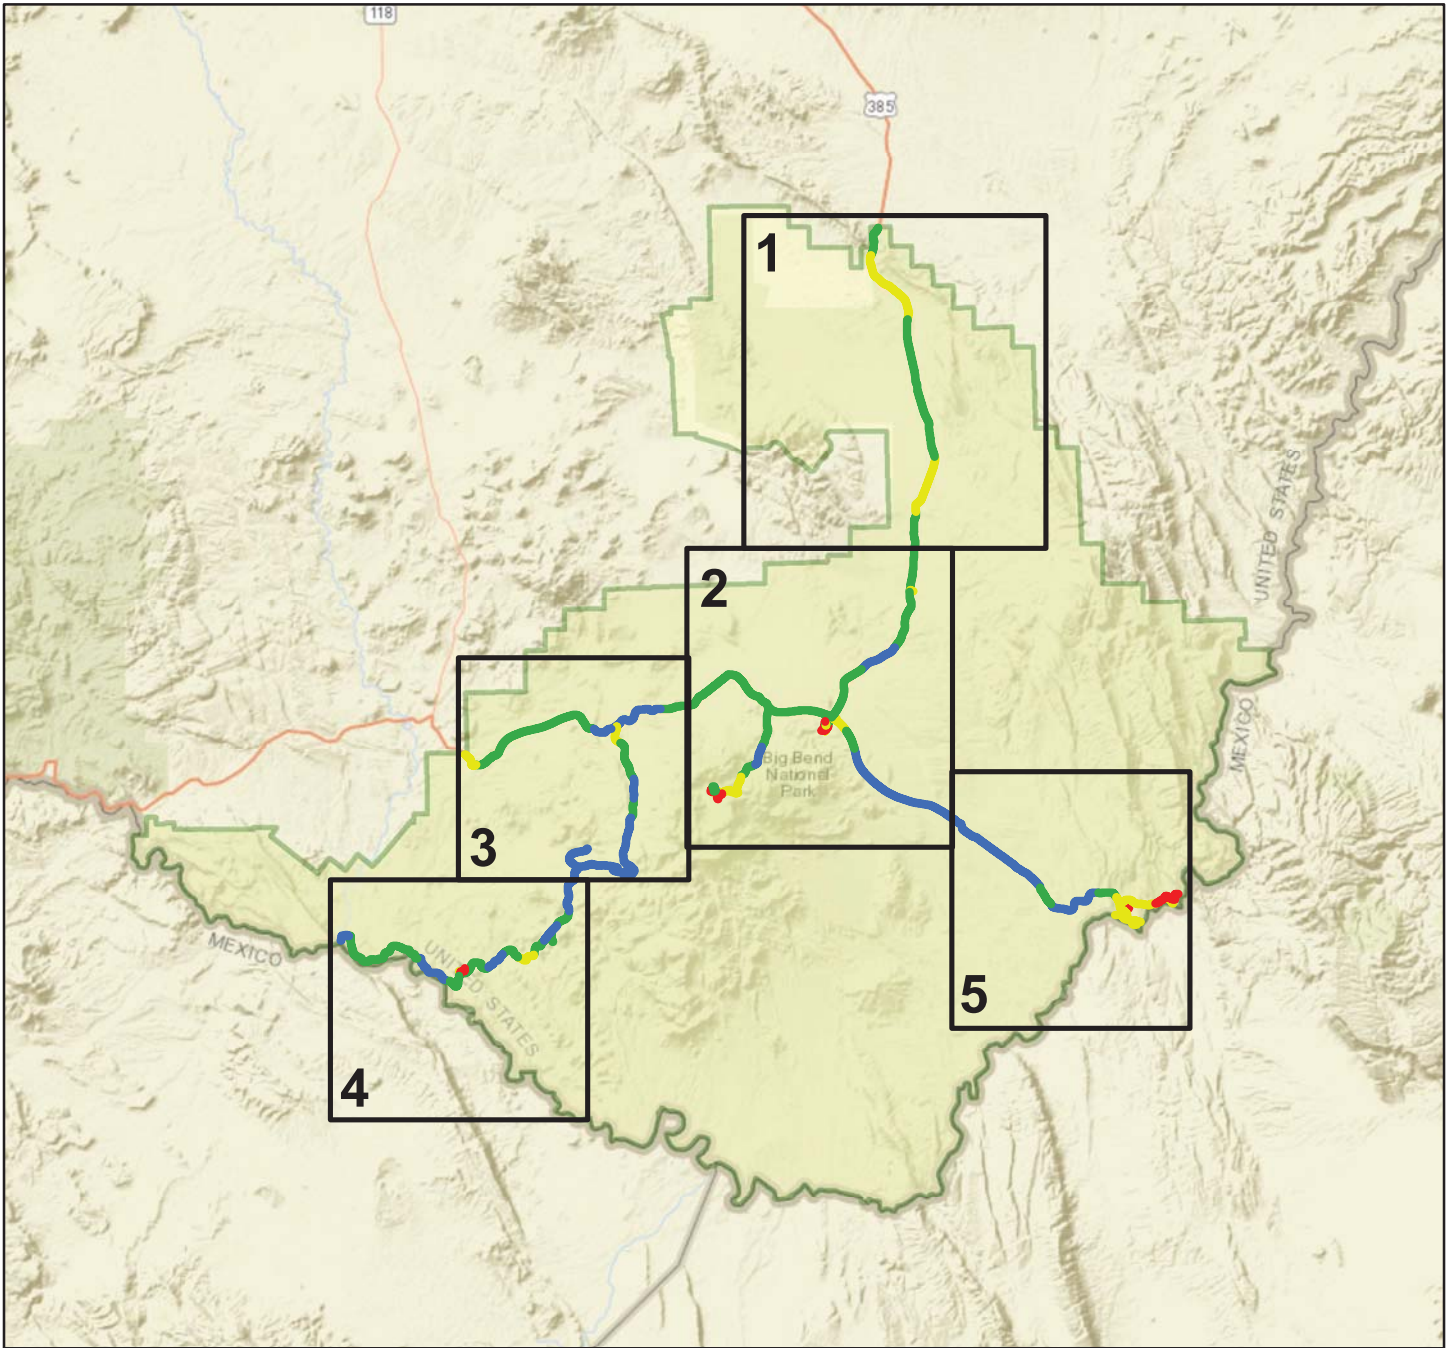 118
385
1
UNITED STATES
2
MEXICO
Big Bend
National
Park
3
MEXICO
UNITED STATES
5
4